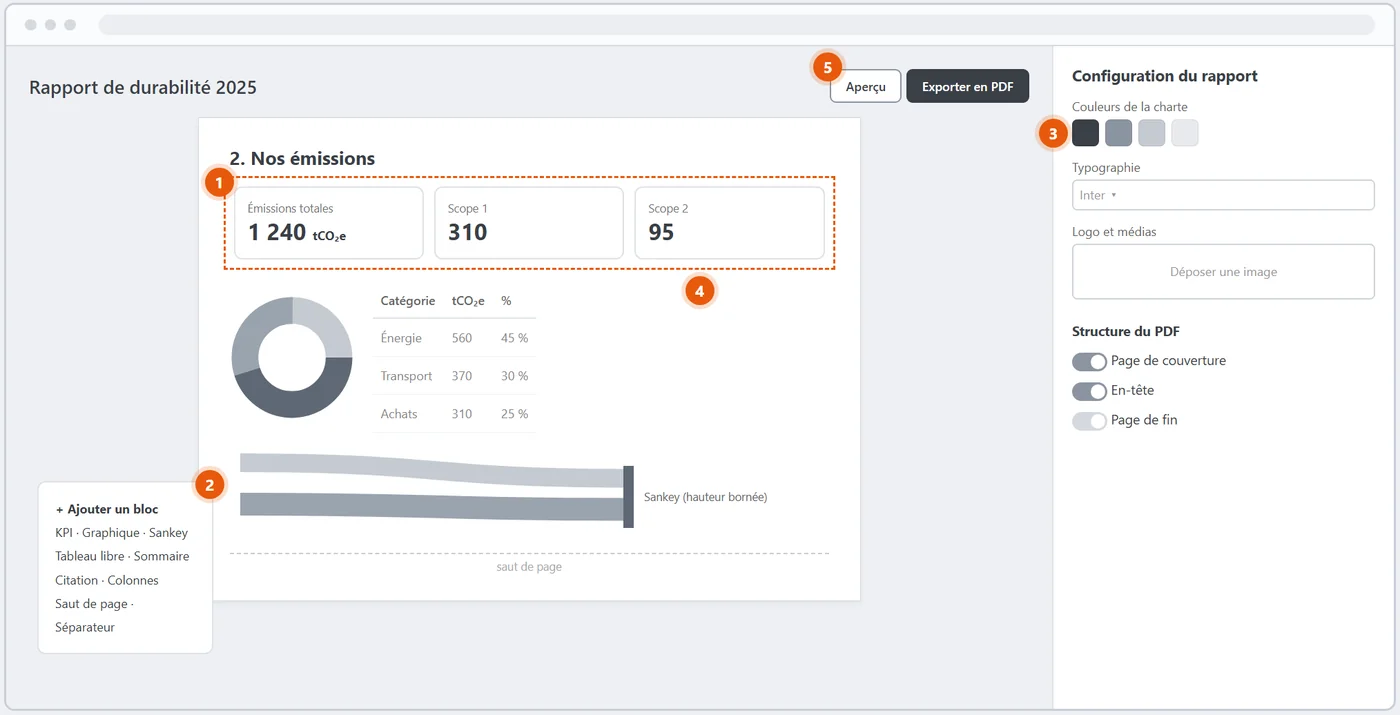 Rapport de durabilité 2025
5
Aperçu
Exporter en PDF
2. Nos émissions
1
Émissions totales
1 240 tCO₂e
Scope 1
310
Scope 2
95
4
Catégorie tCO₂e %
Énergie 560 45 %
Transport 370 30 %
Achats 310 25 %
Sankey (hauteur bornée)
saut de page
2
+ Ajouter un bloc
KPI · Graphique · Sankey
Tableau libre · Sommaire
Citation · Colonnes
Saut de page ·
Séparateur
Configuration du rapport
Couleurs de la charte
3
Typographie
Inter ▾
Logo et médias
Déposer une image
Structure du PDF
Page de couverture
En-tête
Page de fin